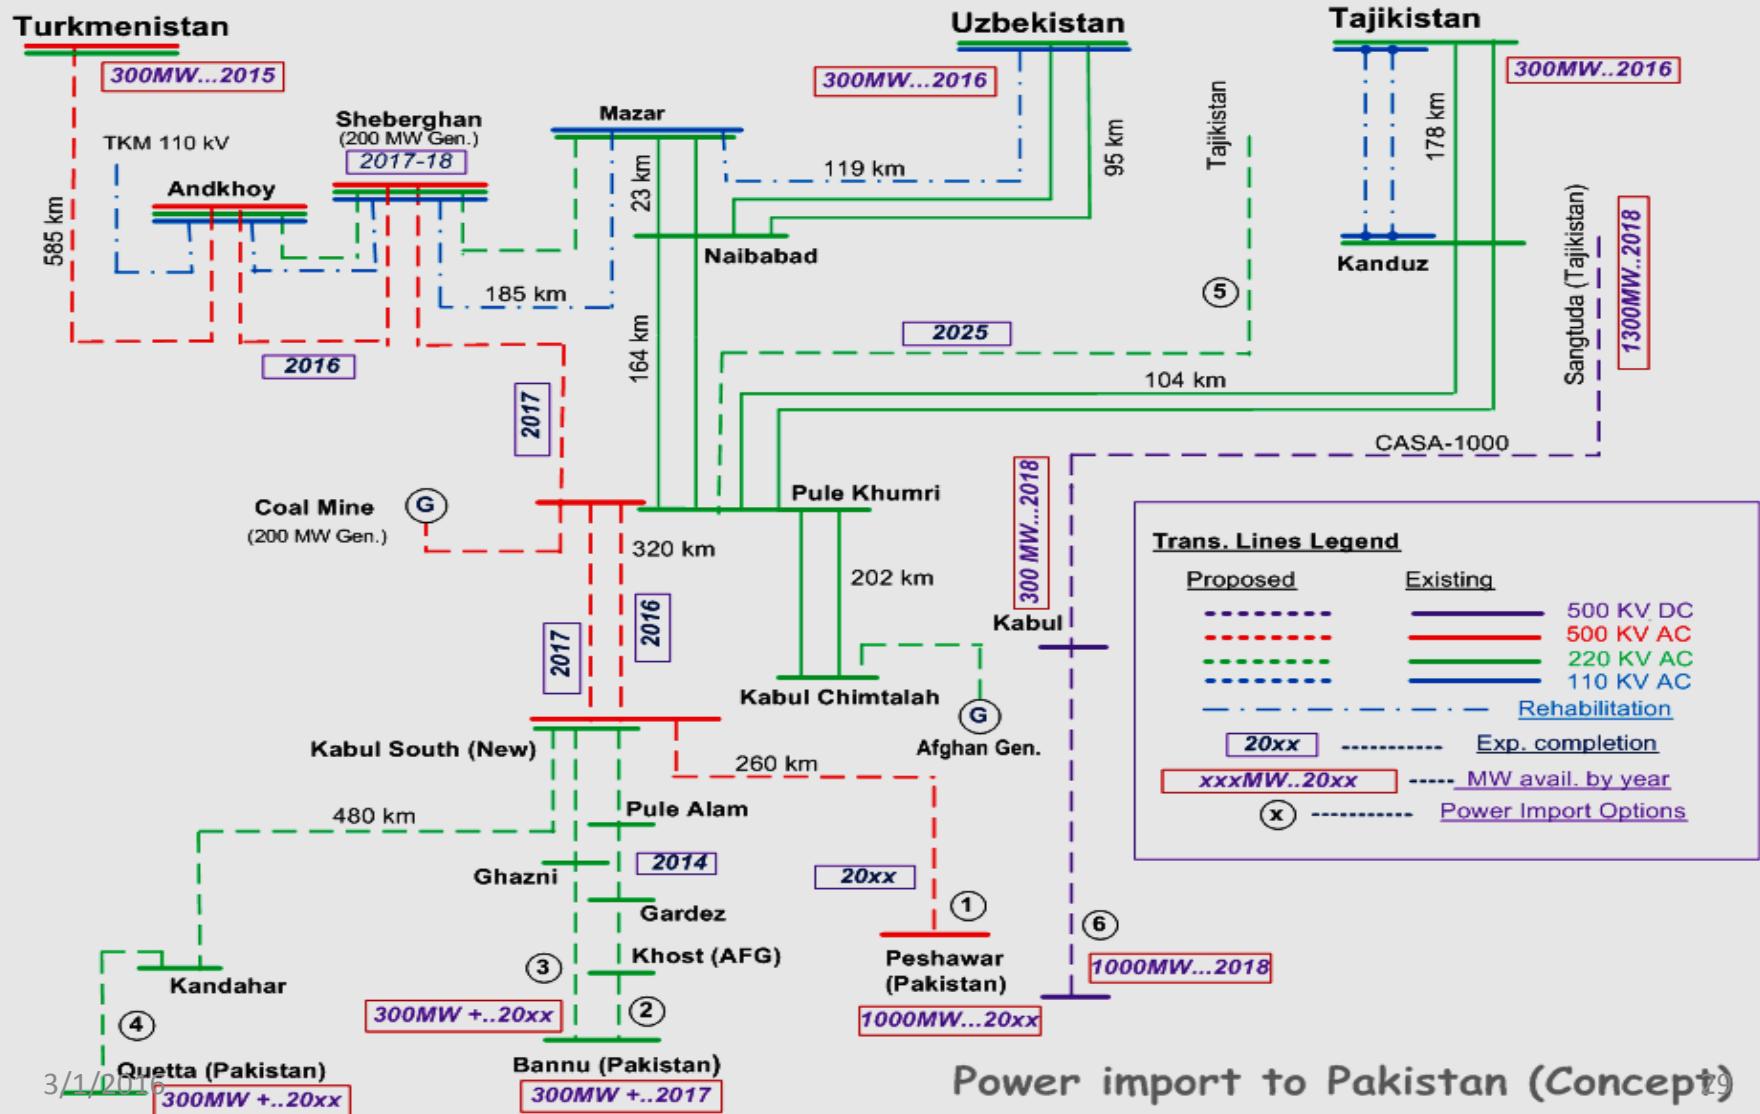 Turkmenistan
Uzbekistan
Tajikistan
300MW...2015
300MW...2016
300MW..2016
Sheberghan
(200 MW Gen.)
2017-18
Mazar
TKM 110 kV
Andkhoy
585 km
23 km
119 km
95 km
Tajikistan
178 km
Sangtuda (Tajikistan)
1300MW..2018
Naibabad
Kanduz
185 km
5
2025
2016
164 km
104 km
2017
CASA-1000
300 MW...2018
Coal Mine
(200 MW Gen.)
G
Pule Khumri
320 km
202 km
2017
2016
Kabul
Kabul Chimtalah
G
Afghan Gen.
Trans. Lines Legend
Proposed
Existing
500 KV DC
500 KV AC
220 KV AC
110 KV AC
Rehabilitation
20xx
Exp. completion
xxxMW..20xx
MW avail. by year
x
Power Import Options
Kabul South (New)
260 km
480 km
Pule Alam
Ghazni
2014
20xx
Gardez
1
6
Khost (AFG)
3
Peshawar
(Pakistan)
1000MW...2018
Kandahar
300MW +..20xx
2
1000MW...20xx
4
Quetta (Pakistan)
300MW +..20xx
Bannu (Pakistan)
300MW +..2017
3/1/2016
Power import to Pakistan (Concept)
29